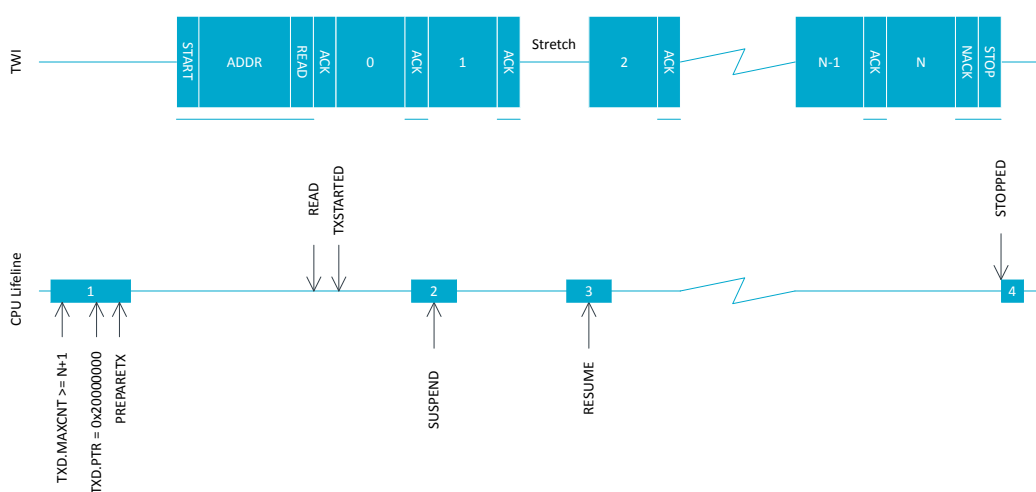 TWI
START
ADDR
READ
ACK
0
ACK
1
ACK
Stretch
2
ACK
N-1
ACK
N
NACK
STOP
READ
TXSTARTED
STOPPED
CPU Lifeline
1
2
3
4
TXD.MAXCNT >= N+1
TXD.PTR = 0x20000000
PREPARETX
SUSPEND
RESUME